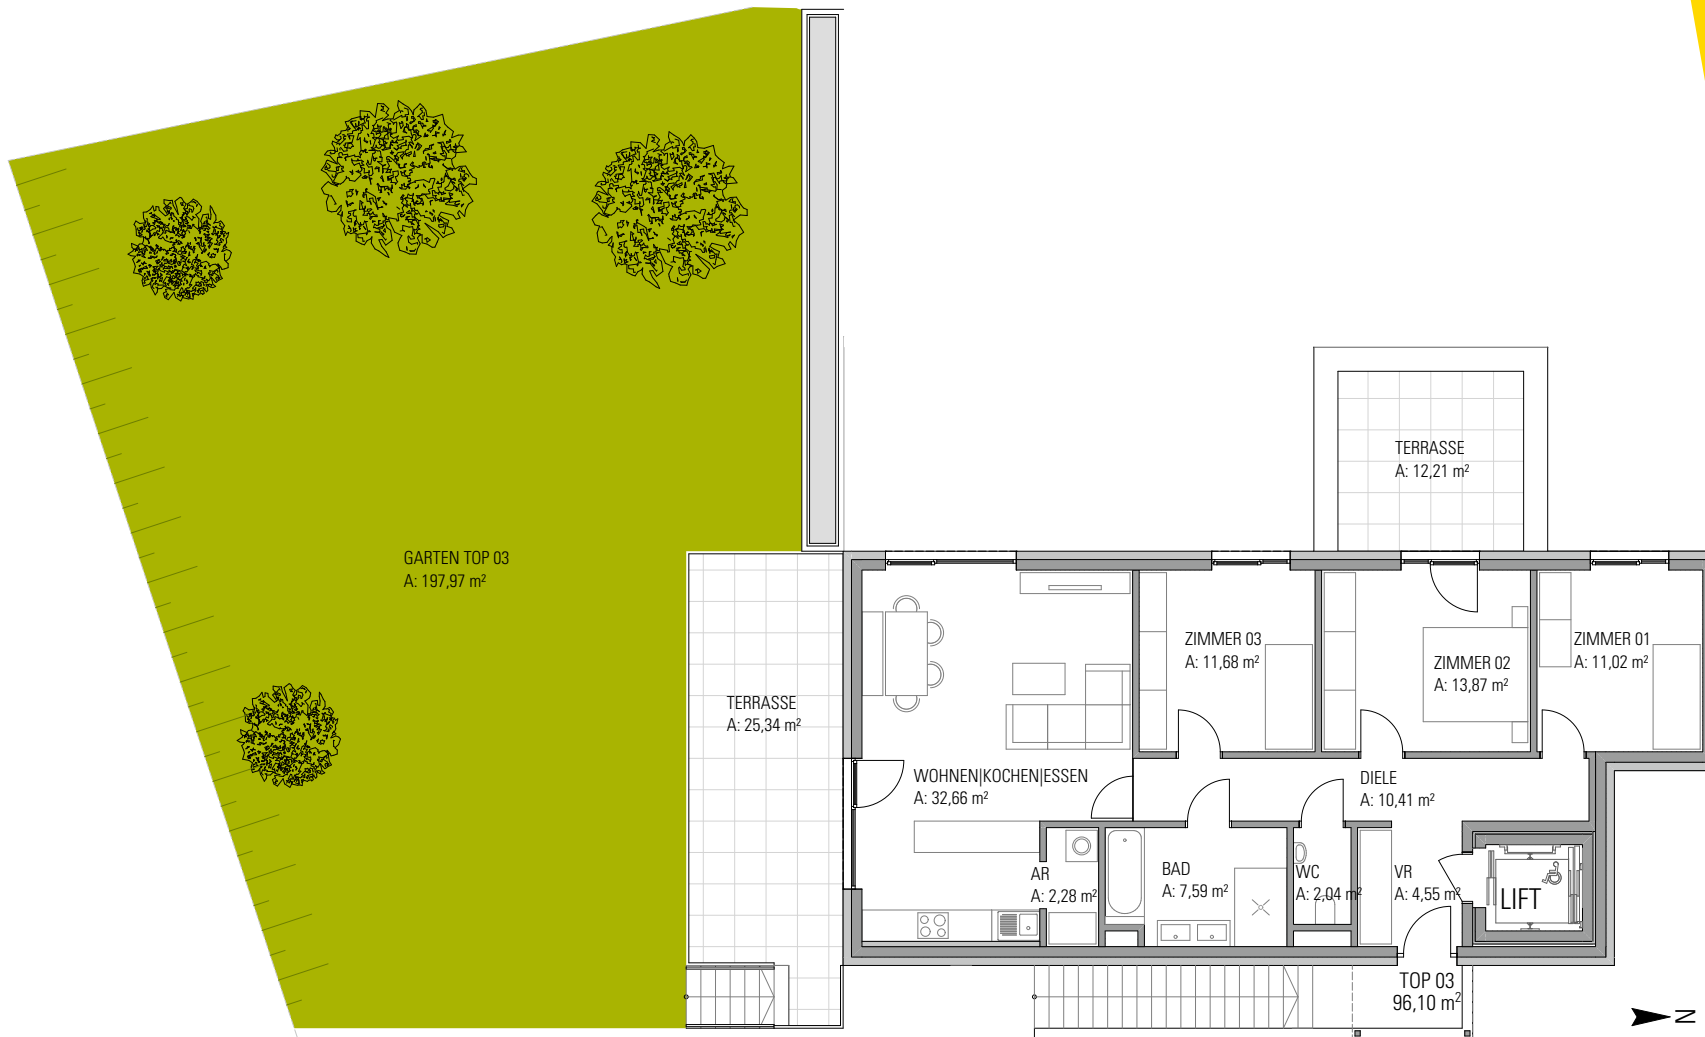 TERRASSE
A: 12,21 m²
GARTEN TOP 03
A: 197,97 m²
ZIMMER 03
A: 11,68 m²
ZIMMER 02
A: 13,87 m²
ZIMMER 01
A: 11,02 m²
TERRASSE
A: 25,34 m²
WOHNEN|KOCHEN|ESSEN
A: 32,66 m²
DIELE
A: 10,41 m²
AR
A: 2,28 m²
BAD
A: 7,59 m²
WC
A: 2,04 m²
VR
A: 4,55 m²
LIFT
TOP 03
96,10 m²
N